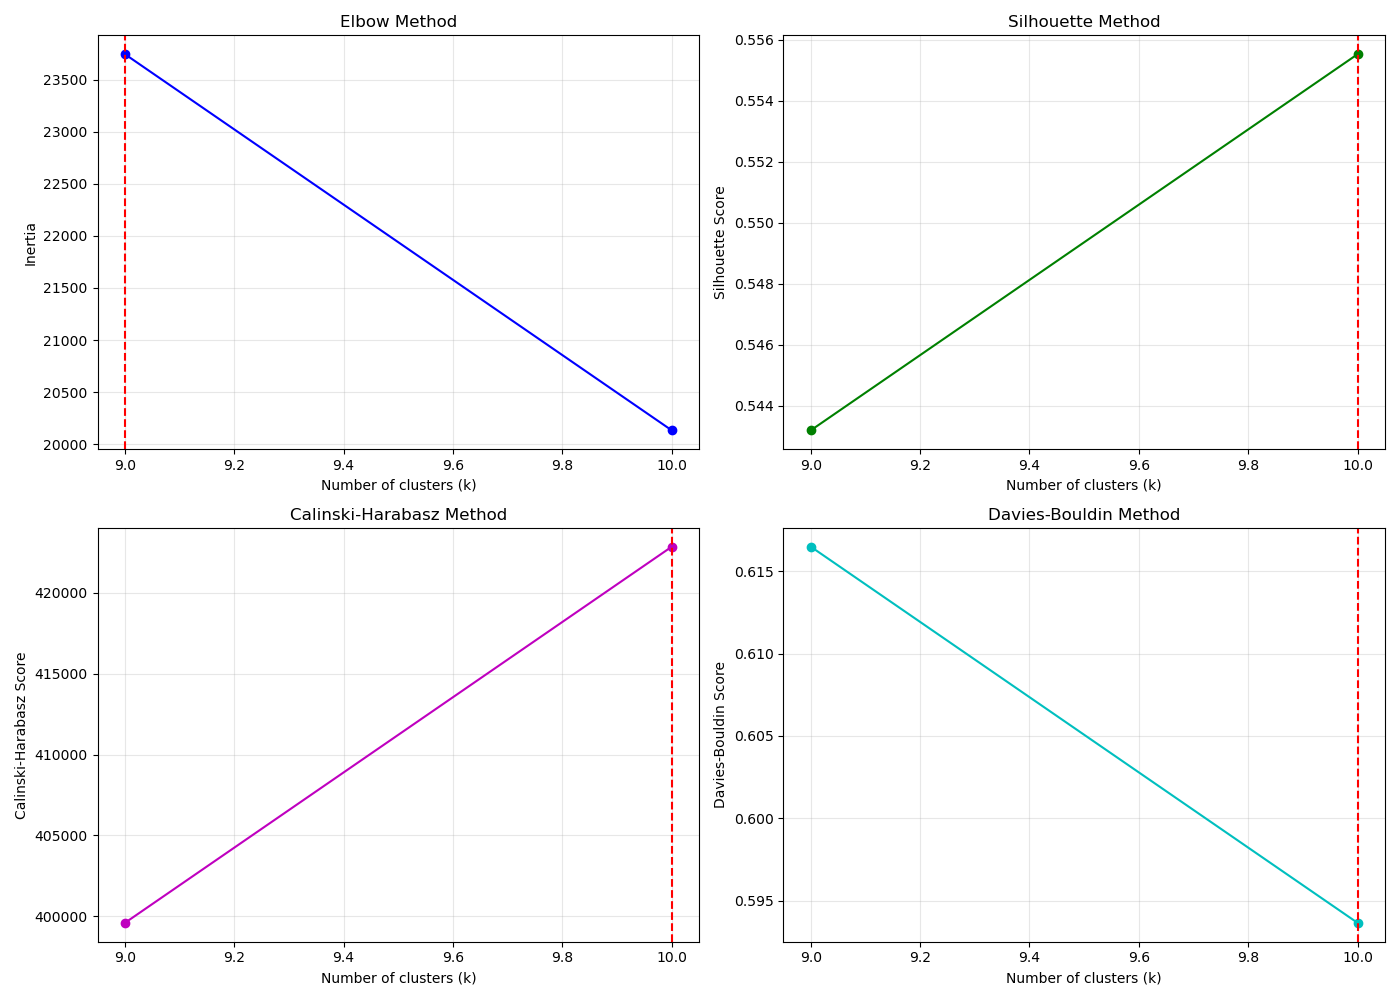 Elbow Method
Inertia
23500
23000
22500
22000
21500
21000
20500
20000
9.0 9.2 9.4 9.6 9.8 10.0
Number of clusters (k)
Silhouette Method
Silhouette Score
0.556
0.554
0.552
0.550
0.548
0.546
0.544
9.0 9.2 9.4 9.6 9.8 10.0
Number of clusters (k)
Calinski-Harabasz Method
Calinski-Harabasz Score
420000
415000
410000
405000
400000
9.0 9.2 9.4 9.6 9.8 10.0
Number of clusters (k)
Davies-Bouldin Method
Davies-Bouldin Score
0.615
0.610
0.605
0.600
0.595
9.0 9.2 9.4 9.6 9.8 10.0
Number of clusters (k)